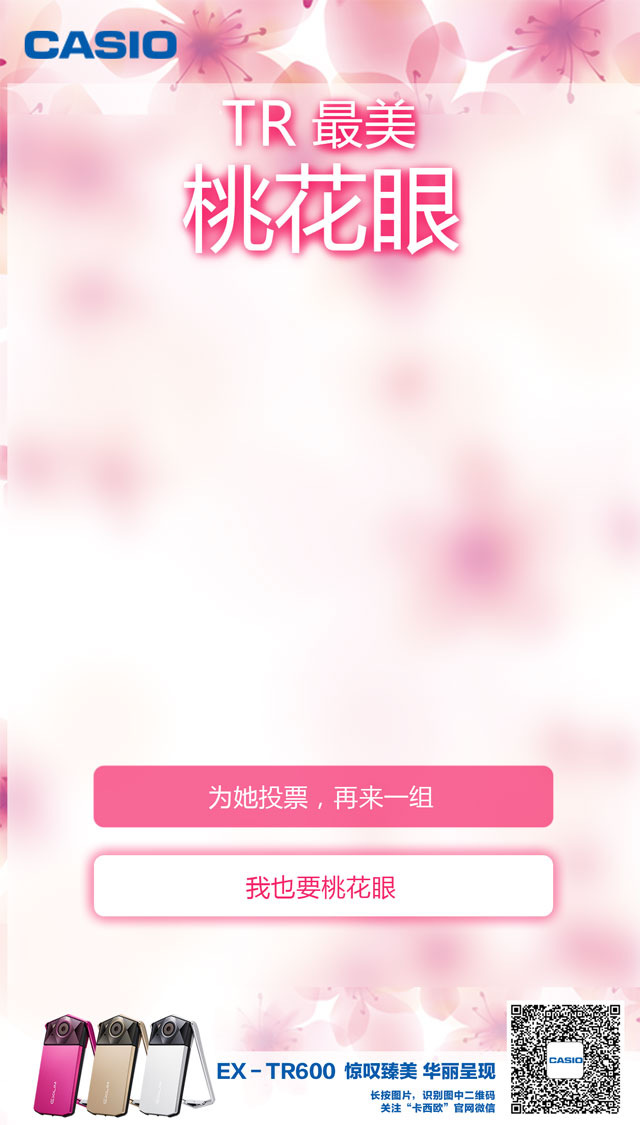 CASIO
TR 最美
桃花眼
为她投票，再来一组
我也要桃花眼
EX-TR600 惊叹臻美 华丽呈现
长按图片，识别图中二维码
关注“卡西欧”官网微信
CASIO